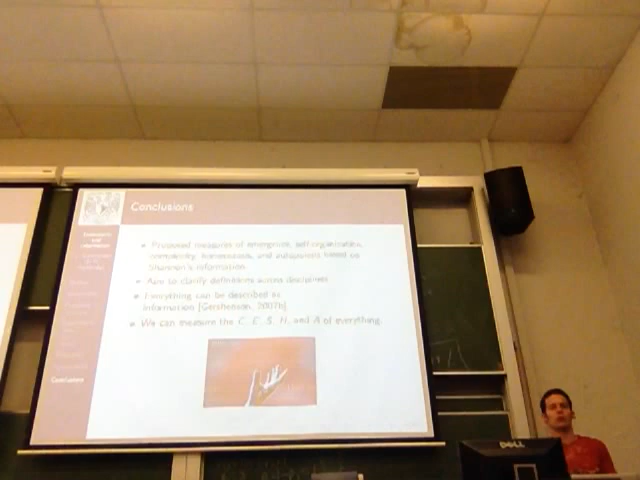 Conclusions
Proposed measures of emergence, self-organization,
complexity, homeostasis, and autopoiesis based on
Shannon's information.
Aim to clarify definitions across disciplines.
Everything can be described as
information [Gershenson, 2007b].
We can measure the C, E, S, H, and A of everything.
Conclusions
DELL